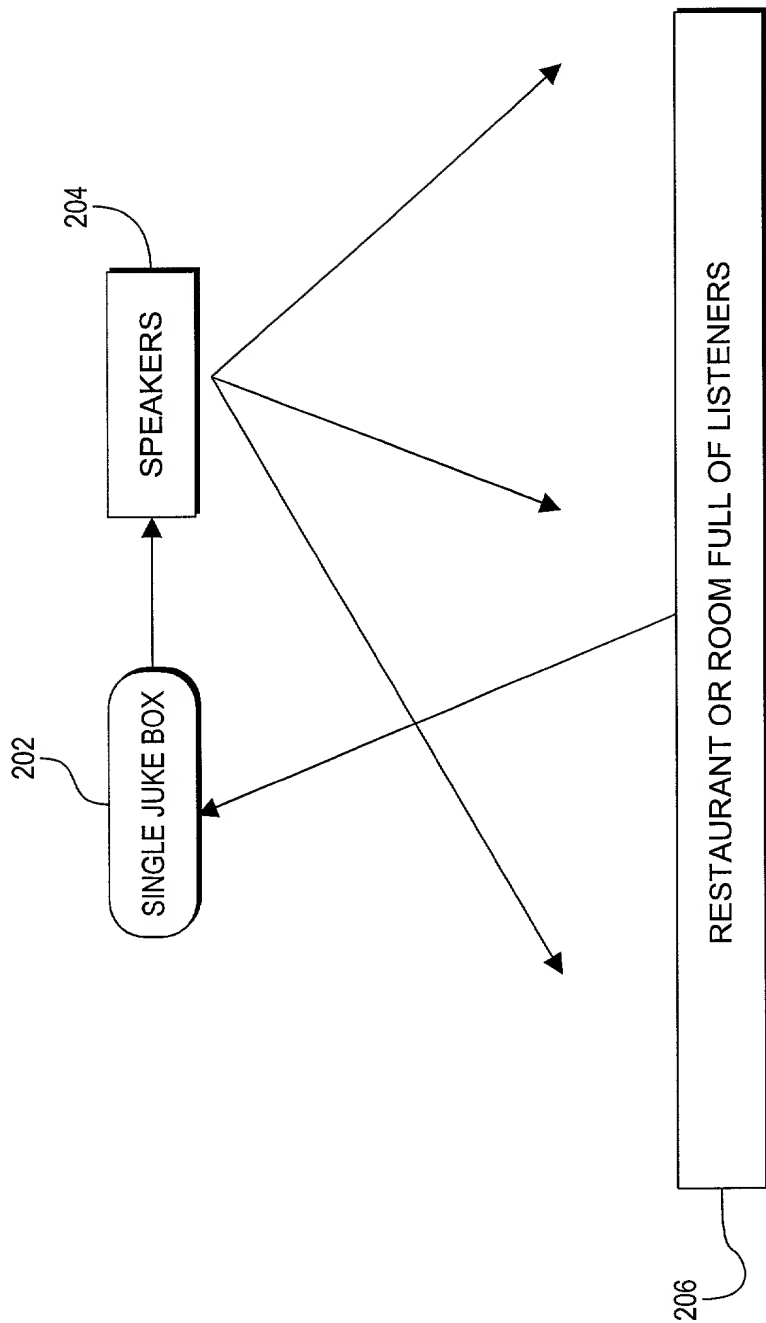 202
SINGLE JUKE BOX
204
SPEAKERS
206
RESTAURANT OR ROOM FULL OF LISTENERS